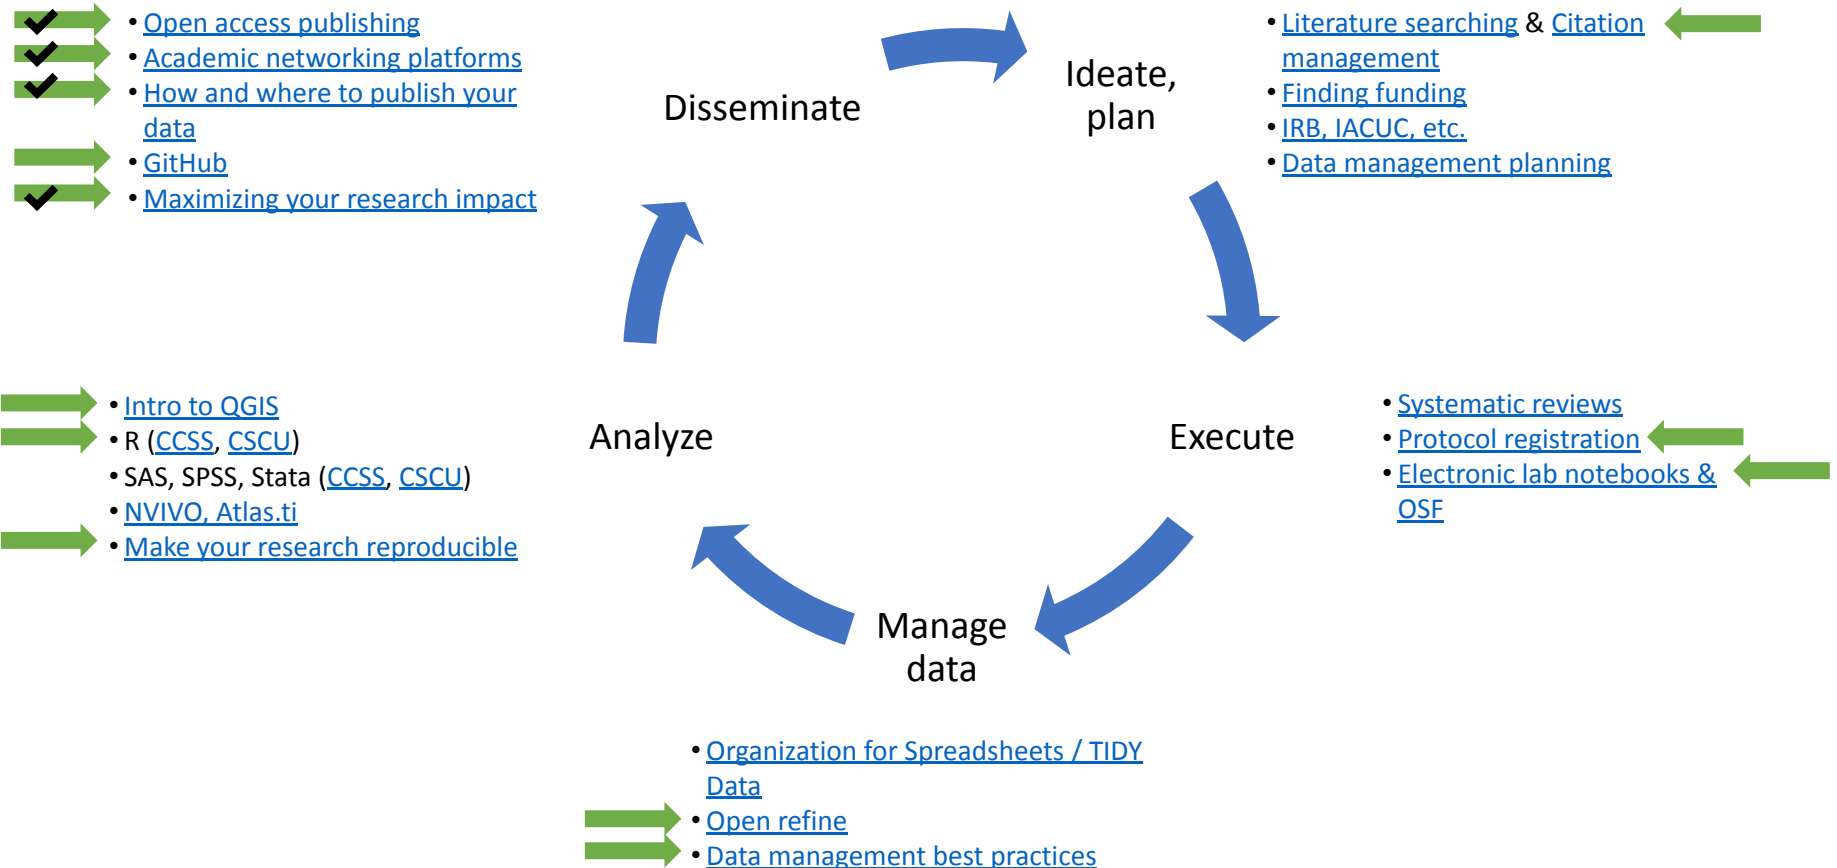 • Open access publishing
• Academic networking platforms
• How and where to publish your
data
• GitHub
• Maximizing your research impact
Disseminate
Ideate,
plan
• Literature searching & Citation
management
• Finding funding
• IRB, IACUC, etc.
• Data management planning
• Intro to QGIS
• R (CCSS, CSCU)
• SAS, SPSS, Stata (CCSS, CSCU)
• NVIVO, Atlas.ti
• Make your research reproducible
Analyze
Execute
• Systematic reviews
• Protocol registration
• Electronic lab notebooks &
OSF
Manage
data
• Organization for Spreadsheets / TIDY
Data
• Open refine
• Data management best practices